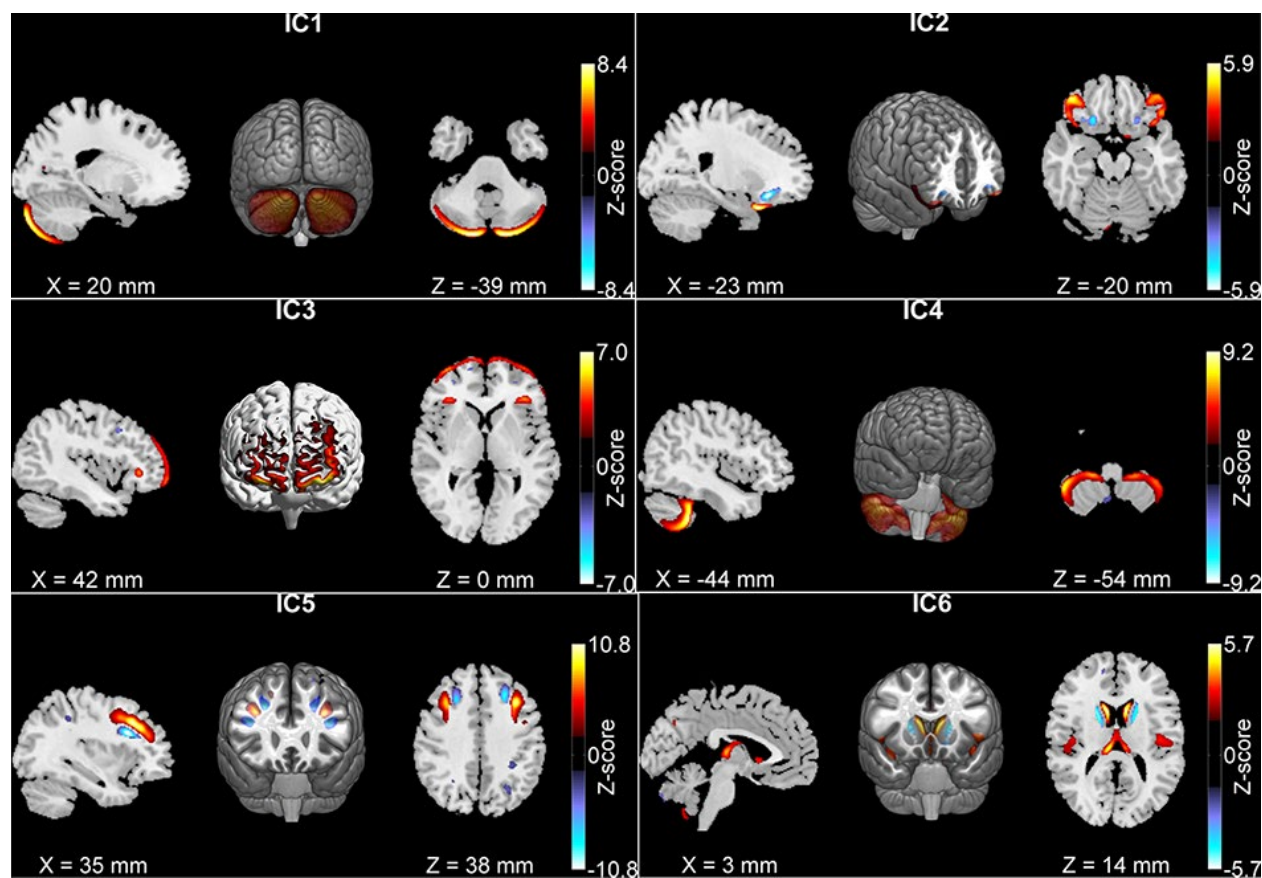 IC1
8.4
0
Z-score
-8.4
X = 20 mm
Z = -39 mm
IC2
5.9
0
Z-score
-5.9
X = -23 mm
Z = -20 mm
IC3
7.0
0
Z-score
-7.0
X = 42 mm
Z = 0 mm
IC4
9.2
0
Z-score
-9.2
X = -44 mm
Z = -54 mm
IC5
10.8
0
Z-score
-10.8
X = 35 mm
Z = 38 mm
IC6
5.7
0
Z-score
-5.7
X = 3 mm
Z = 14 mm